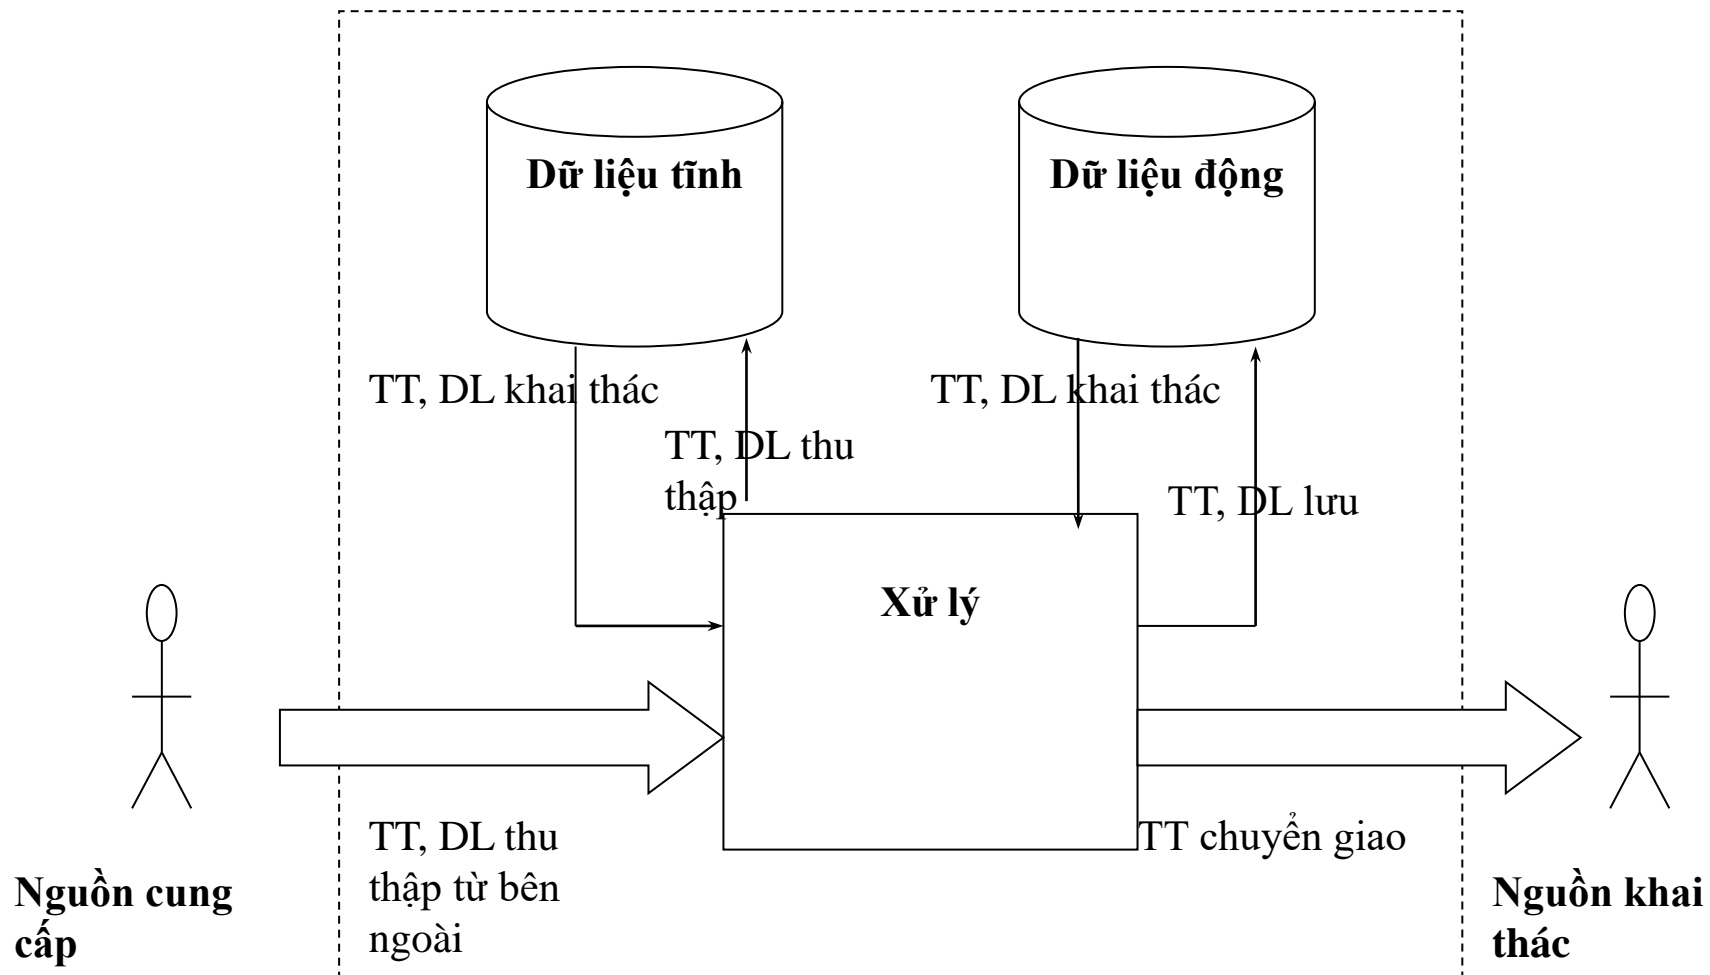 Dữ liệu tĩnh
Dữ liệu động
TT, DL khai thác
TT, DL khai thác
TT, DL thu
thập
TT, DL lưu
Xử lý
TT, DL thu
thập từ bên
ngoài
TT chuyển giao
Nguồn cung
cấp
Nguồn khai
thác